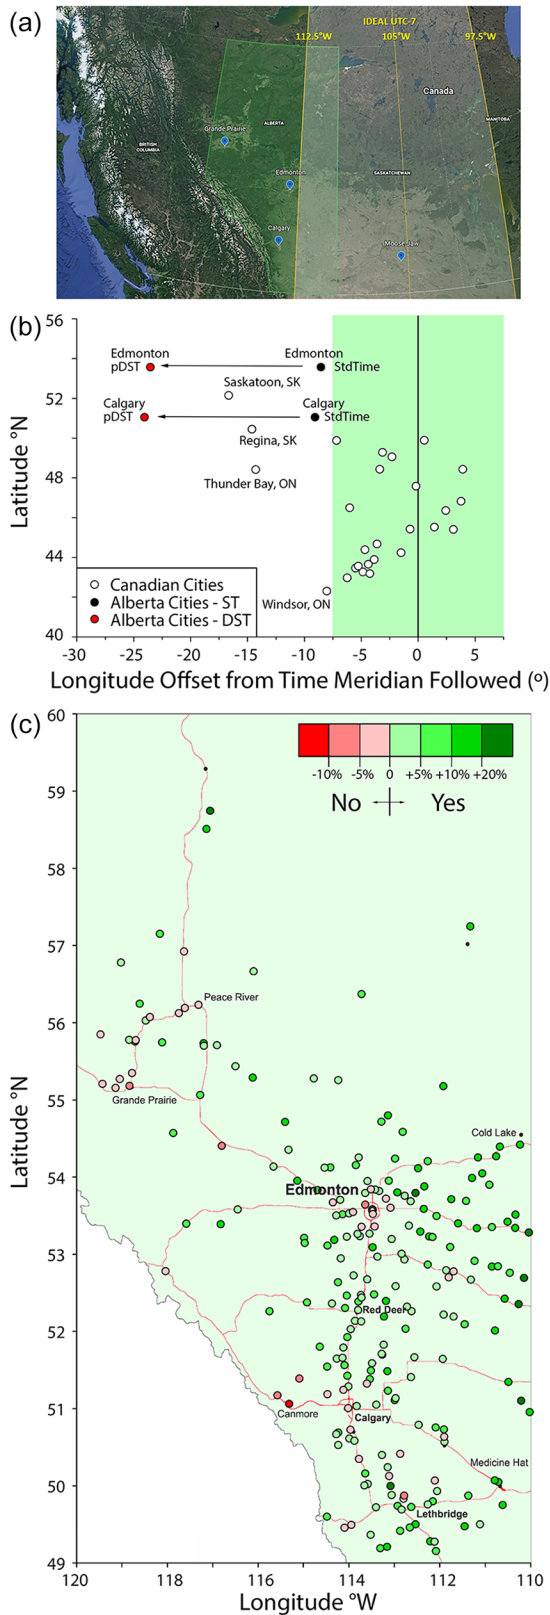 (a)
IDEAL UTC-7
112.5°W 105°W 97.5°W
Canada
Grande Prairie
ALBERTA
MANITOBA
BRITISH
COLUMBIA
Edmonton
SASKATCHEWAN
Calgary
Moose Jaw
(b)
56
52
48
44
40
Latitude °N
Edmonton
pDST
Edmonton
StdTime
Saskatoon, SK
Calgary
pDST
Calgary
StdTime
Regina, SK
Thunder Bay, ON
Windsor, ON
Canadian Cities
Alberta Cities - ST
Alberta Cities - DST
-30 -25 -20 -15 -10 -5 0 5
Longitude Offset from Time Meridian Followed (º)
(c)
60
59
58
57
56
55
54
53
52
51
50
49
Latitude °N
-10% -5% 0 +5% +10% +20%
No Yes
Peace River
Grande Prairie
Cold Lake
Edmonton
Red Deer
Canmore
Calgary
Medicine Hat
Lethbridge
120 118 116 114 112 110
Longitude °W